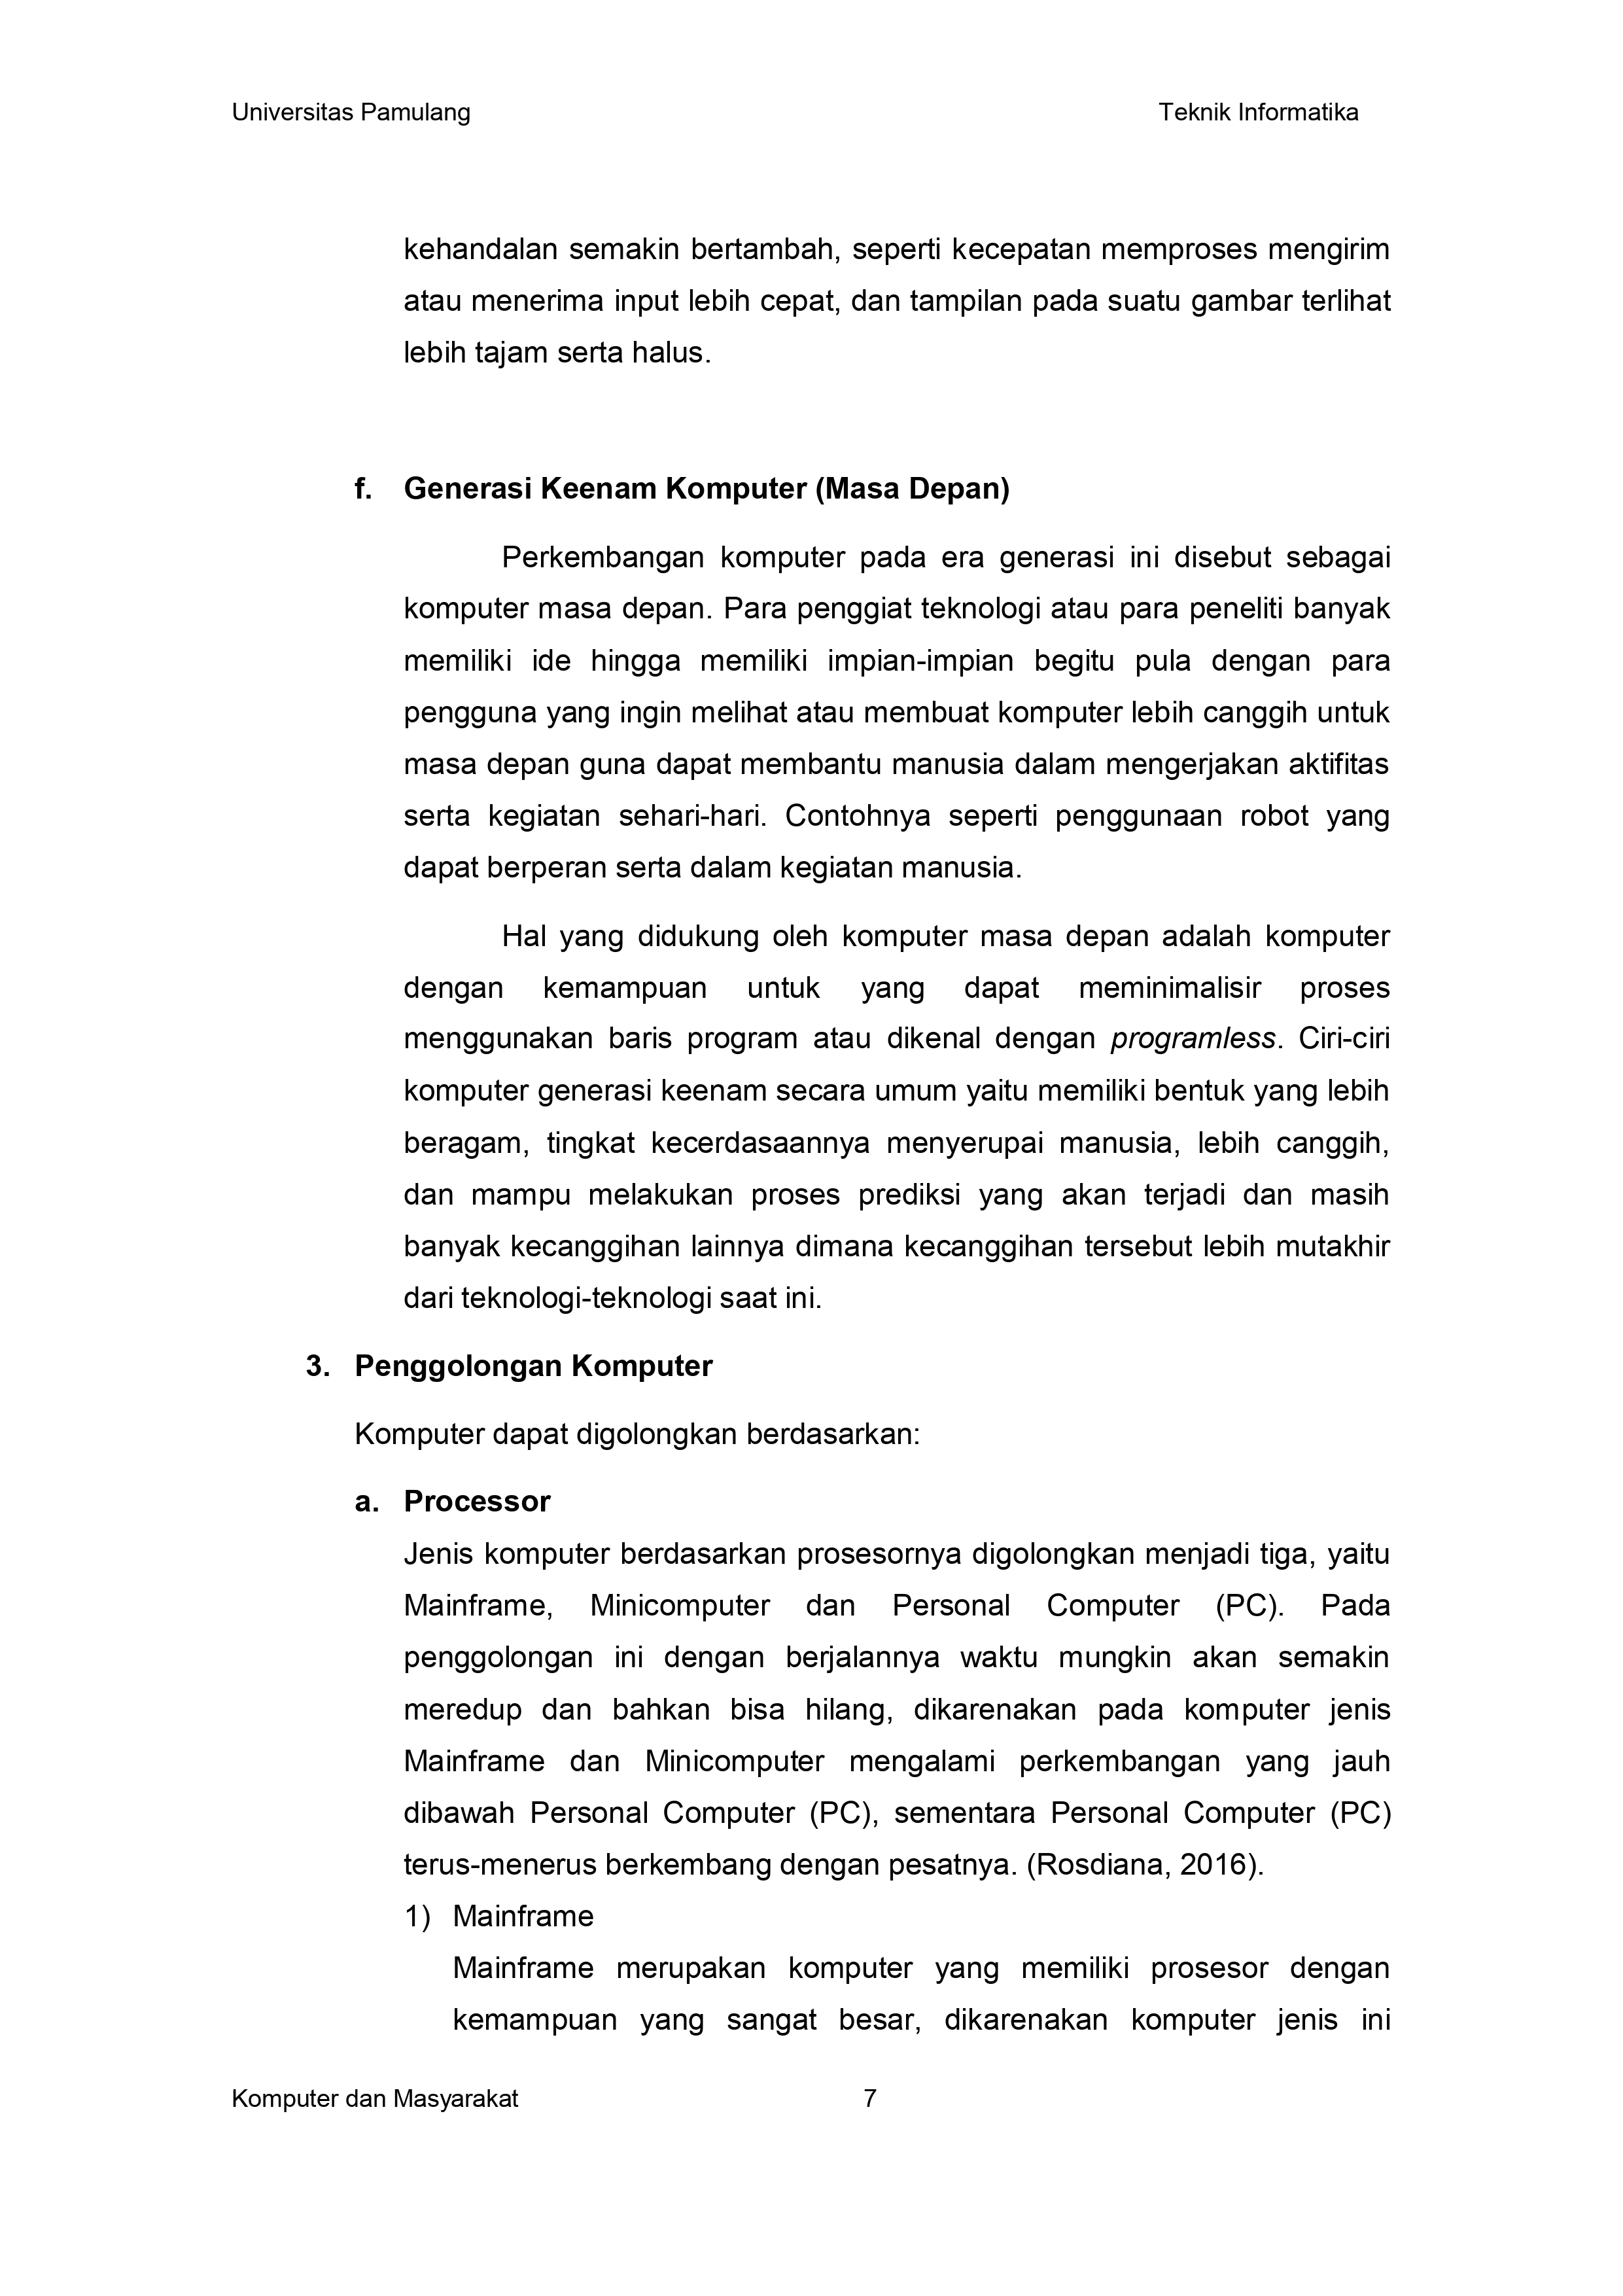 Universitas Pamulang Teknik Informatika
kehandalan semakin bertambah, seperti kecepatan memproses mengirim
atau menerima input lebih cepat, dan tampilan pada suatu gambar terlihat
lebih tajam serta halus.
f. Generasi Keenam Komputer (Masa Depan)
Perkembangan komputer pada era generasi ini disebut sebagai
komputer masa depan. Para penggiat teknologi atau para peneliti banyak
memiliki ide hingga memiliki impian-impian begitu pula dengan para
pengguna yang ingin melihat atau membuat komputer lebih canggih untuk
masa depan guna dapat membantu manusia dalam mengerjakan aktifitas
serta kegiatan sehari-hari. Contohnya seperti penggunaan robot yang
dapat berperan serta dalam kegiatan manusia.
Hal yang didukung oleh komputer masa depan adalah komputer
dengan kemampuan untuk yang dapat meminimalisir proses
menggunakan baris program atau dikenal dengan programless. Ciri-ciri
komputer generasi keenam secara umum yaitu memiliki bentuk yang lebih
beragam, tingkat kecerdasaannya menyerupai manusia, lebih canggih,
dan mampu melakukan proses prediksi yang akan terjadi dan masih
banyak kecanggihan lainnya dimana kecanggihan tersebut lebih mutakhir
dari teknologi-teknologi saat ini.
3. Penggolongan Komputer
Komputer dapat digolongkan berdasarkan:
a. Processor
Jenis komputer berdasarkan prosesornya digolongkan menjadi tiga, yaitu
Mainframe, Minicomputer dan Personal Computer (PC). Pada
penggolongan ini dengan berjalannya waktu mungkin akan semakin
meredup dan bahkan bisa hilang, dikarenakan pada komputer jenis
Mainframe dan Minicomputer mengalami perkembangan yang jauh
dibawah Personal Computer (PC), sementara Personal Computer (PC)
terus-menerus berkembang dengan pesatnya. (Rosdiana, 2016).
1) Mainframe
Mainframe merupakan komputer yang memiliki prosesor dengan
kemampuan yang sangat besar, dikarenakan komputer jenis ini
Komputer dan Masyarakat 7